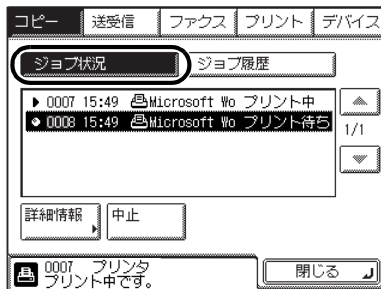 コピー 送受信 ファクス プリント デバイス
ジョブ状況 ジョブ履歴
0007 15:49 Microsoft Wo プリント中
0008 15:49 Microsoft Wo プリント待ち
1/1
詳細情報 中止
0007 プリンタ
プリント中です。
閉じる